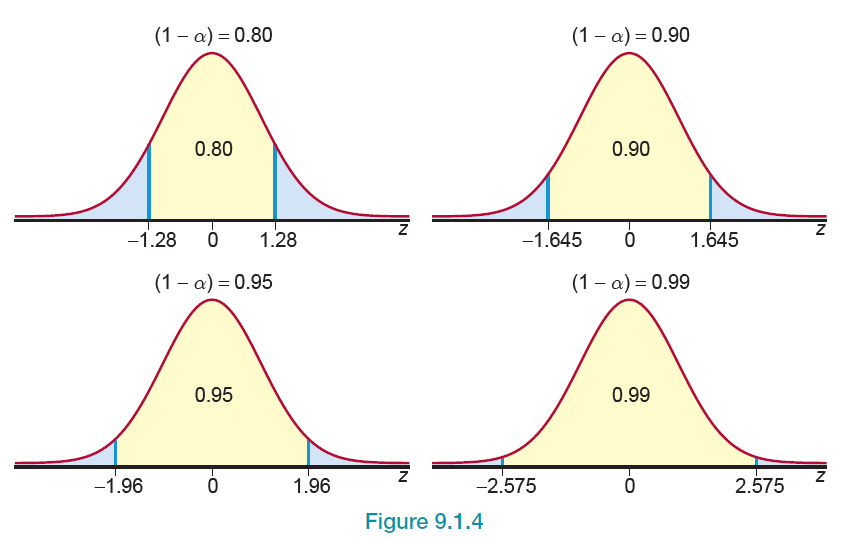 (1 – α) = 0.80
0.80
–1.28 0 1.28 z
(1 – α) = 0.90
0.90
–1.645 0 1.645 z
(1 – α) = 0.95
0.95
–1.96 0 1.96 z
(1 – α) = 0.99
0.99
–2.575 0 2.575 z
Figure 9.1.4